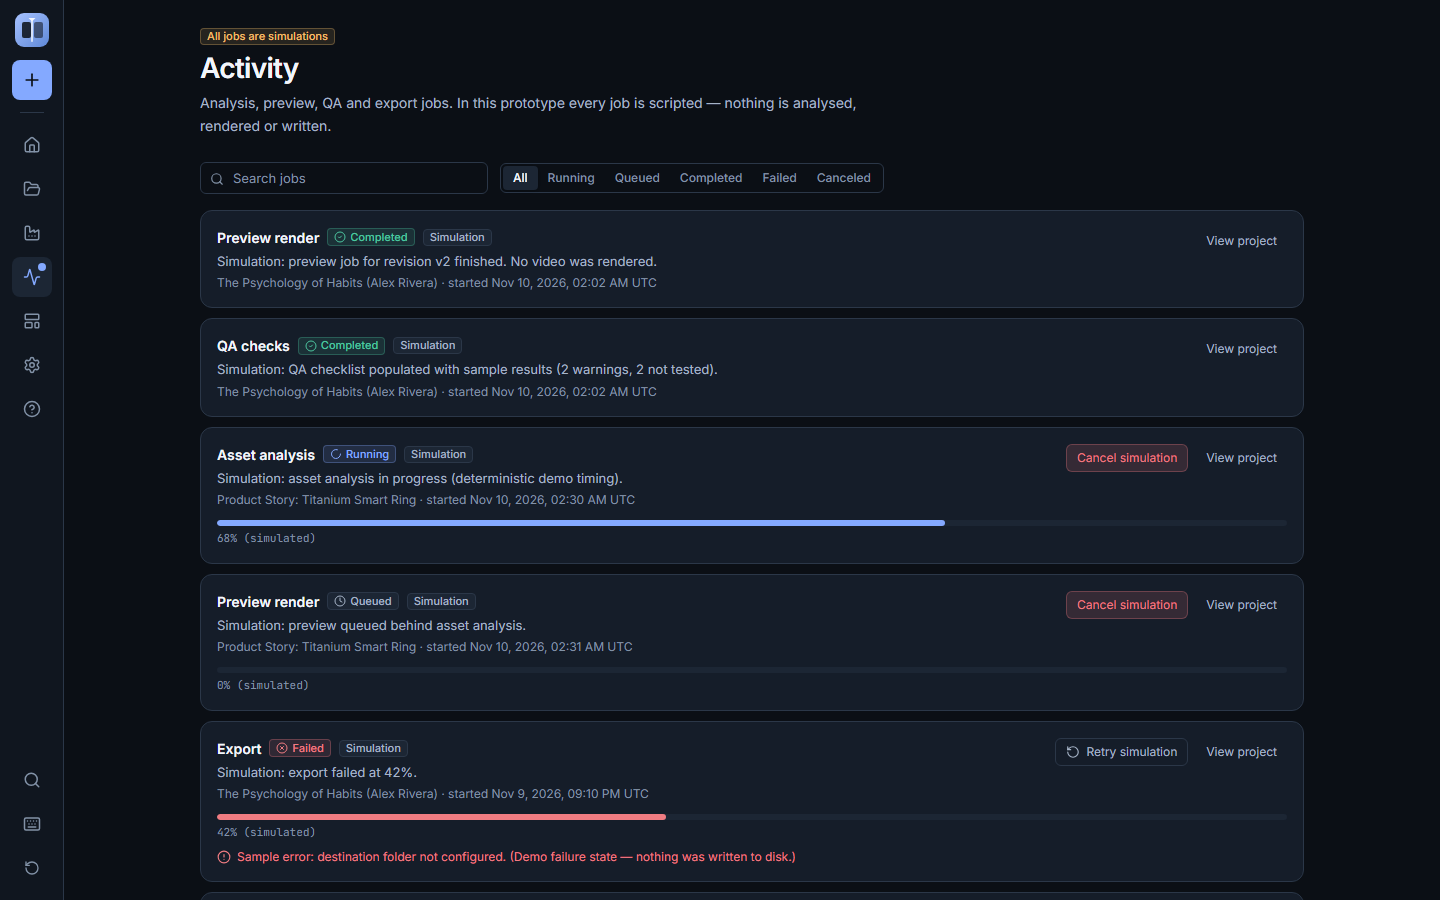 All jobs are simulations
Activity
Analysis, preview, QA and export jobs. In this prototype every job is scripted — nothing is analysed,
rendered or written.
Search jobs
All Running Queued Completed Failed Canceled
Preview render Completed Simulation View project
Simulation: preview job for revision v2 finished. No video was rendered.
The Psychology of Habits (Alex Rivera) · started Nov 10, 2026, 02:02 AM UTC
QA checks Completed Simulation View project
Simulation: QA checklist populated with sample results (2 warnings, 2 not tested).
The Psychology of Habits (Alex Rivera) · started Nov 10, 2026, 02:02 AM UTC
Asset analysis Running Simulation Cancel simulation View project
Simulation: asset analysis in progress (deterministic demo timing).
Product Story: Titanium Smart Ring · started Nov 10, 2026, 02:30 AM UTC
68% (simulated)
Preview render Queued Simulation Cancel simulation View project
Simulation: preview queued behind asset analysis.
Product Story: Titanium Smart Ring · started Nov 10, 2026, 02:31 AM UTC
0% (simulated)
Export Failed Simulation Retry simulation View project
Simulation: export failed at 42%.
The Psychology of Habits (Alex Rivera) · started Nov 9, 2026, 09:10 PM UTC
42% (simulated)
Sample error: destination folder not configured. (Demo failure state — nothing was written to disk.)